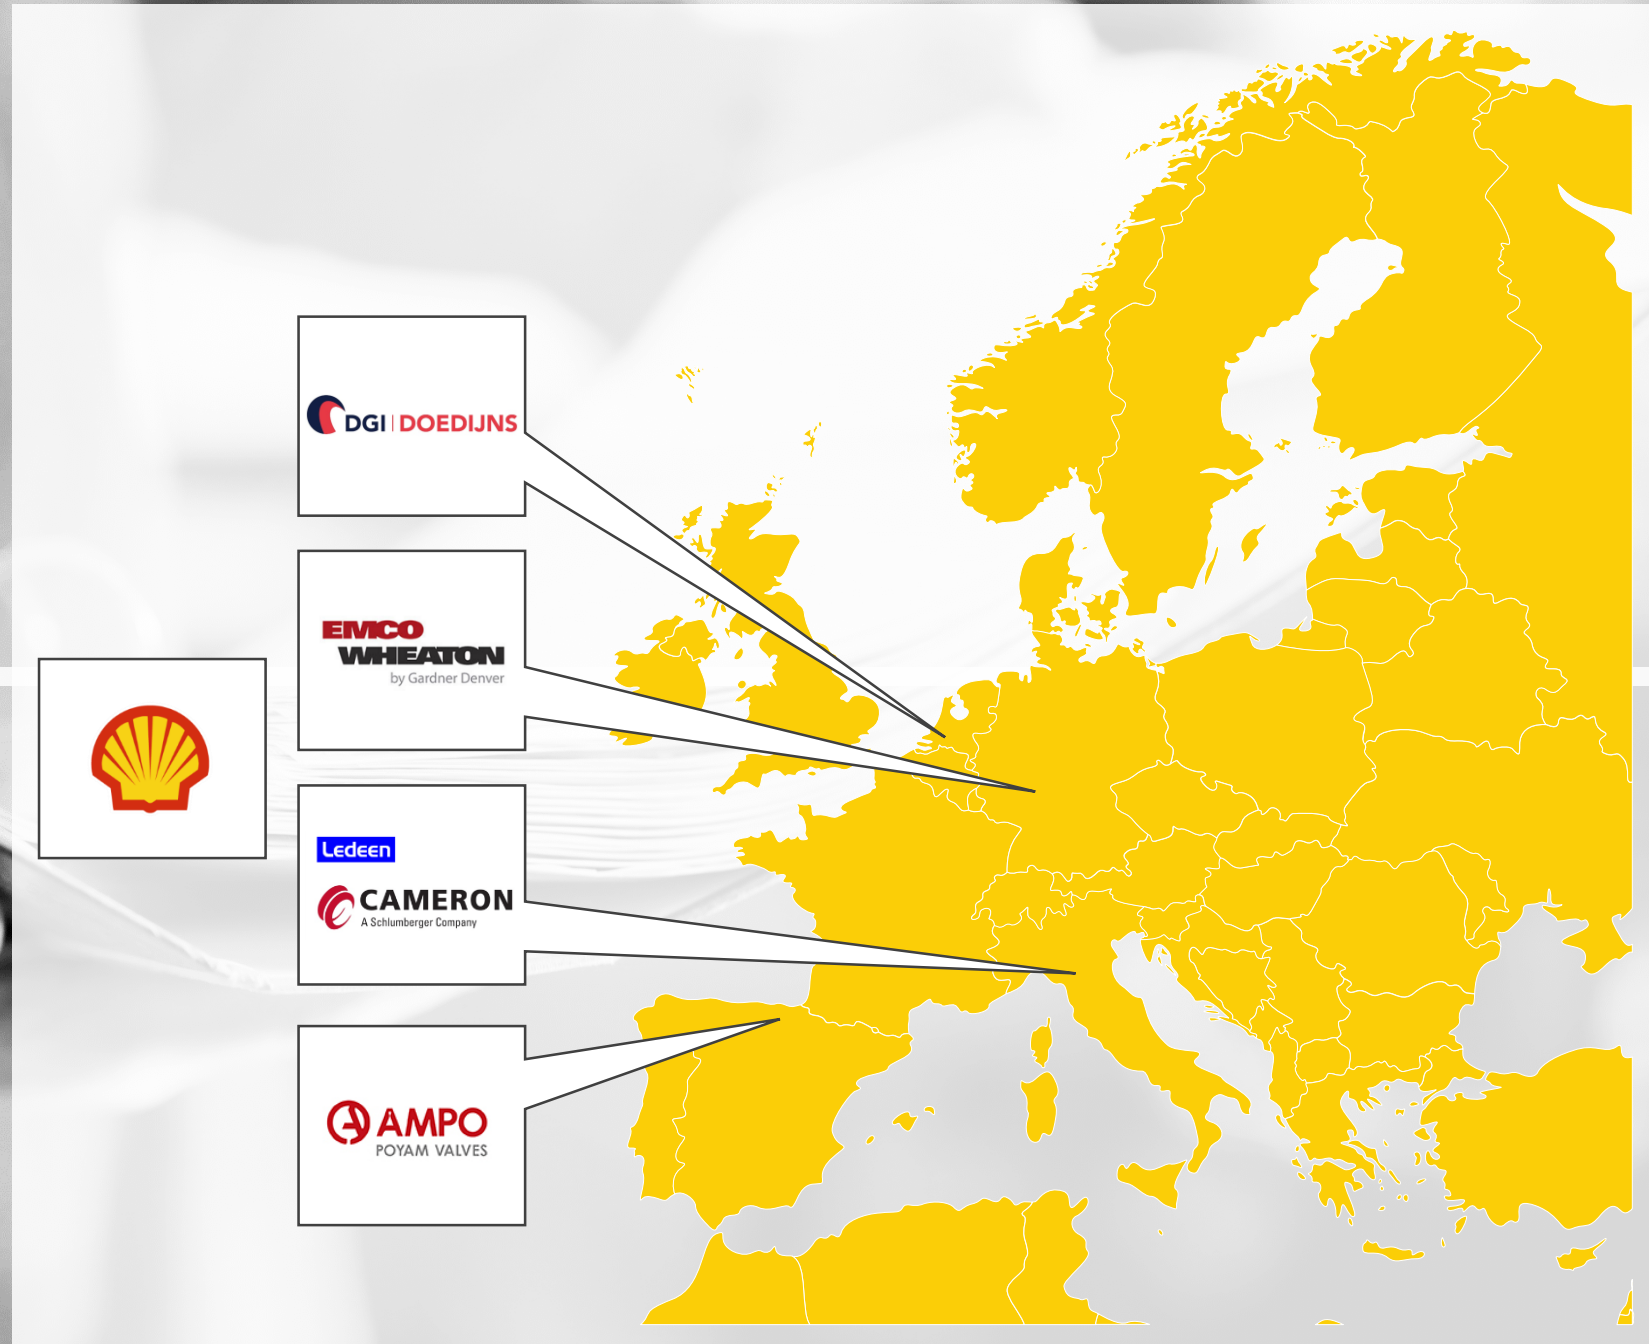 DGI | DOEDIJNS
EMCO
WHEATON
by Gardner Denver
Ledeen
CAMERON
A Schlumberger Company
AMPO
POYAM VALVES